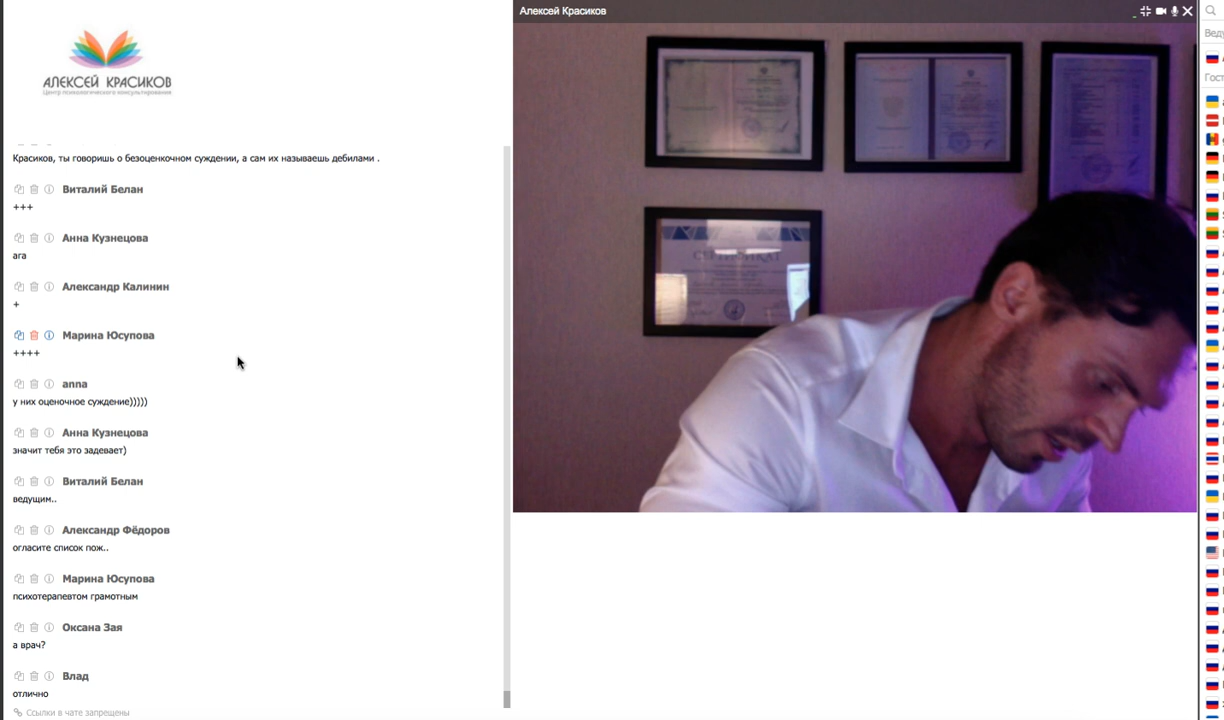 АЛЕКСЕЙ КРАСИКОВ
Центр психологического консультирования
Красиков, ты говоришь о безоценочном суждении, а сам их называешь дебилами .
Виталий Белан
+++
Анна Кузнецова
ага
Александр Калинин
+
Марина Юсупова
++++
anna
у них оценочное суждение)))))
Анна Кузнецова
значит тебя это задевает)
Виталий Белан
ведущим..
Александр Фёдоров
огласите список пож..
Марина Юсупова
психотерапевтом грамотным
Оксана Зая
а врач?
Влад
отлично
Ссылки в чате запрещены
Алексей Красиков
СЕРТИФИКАТ